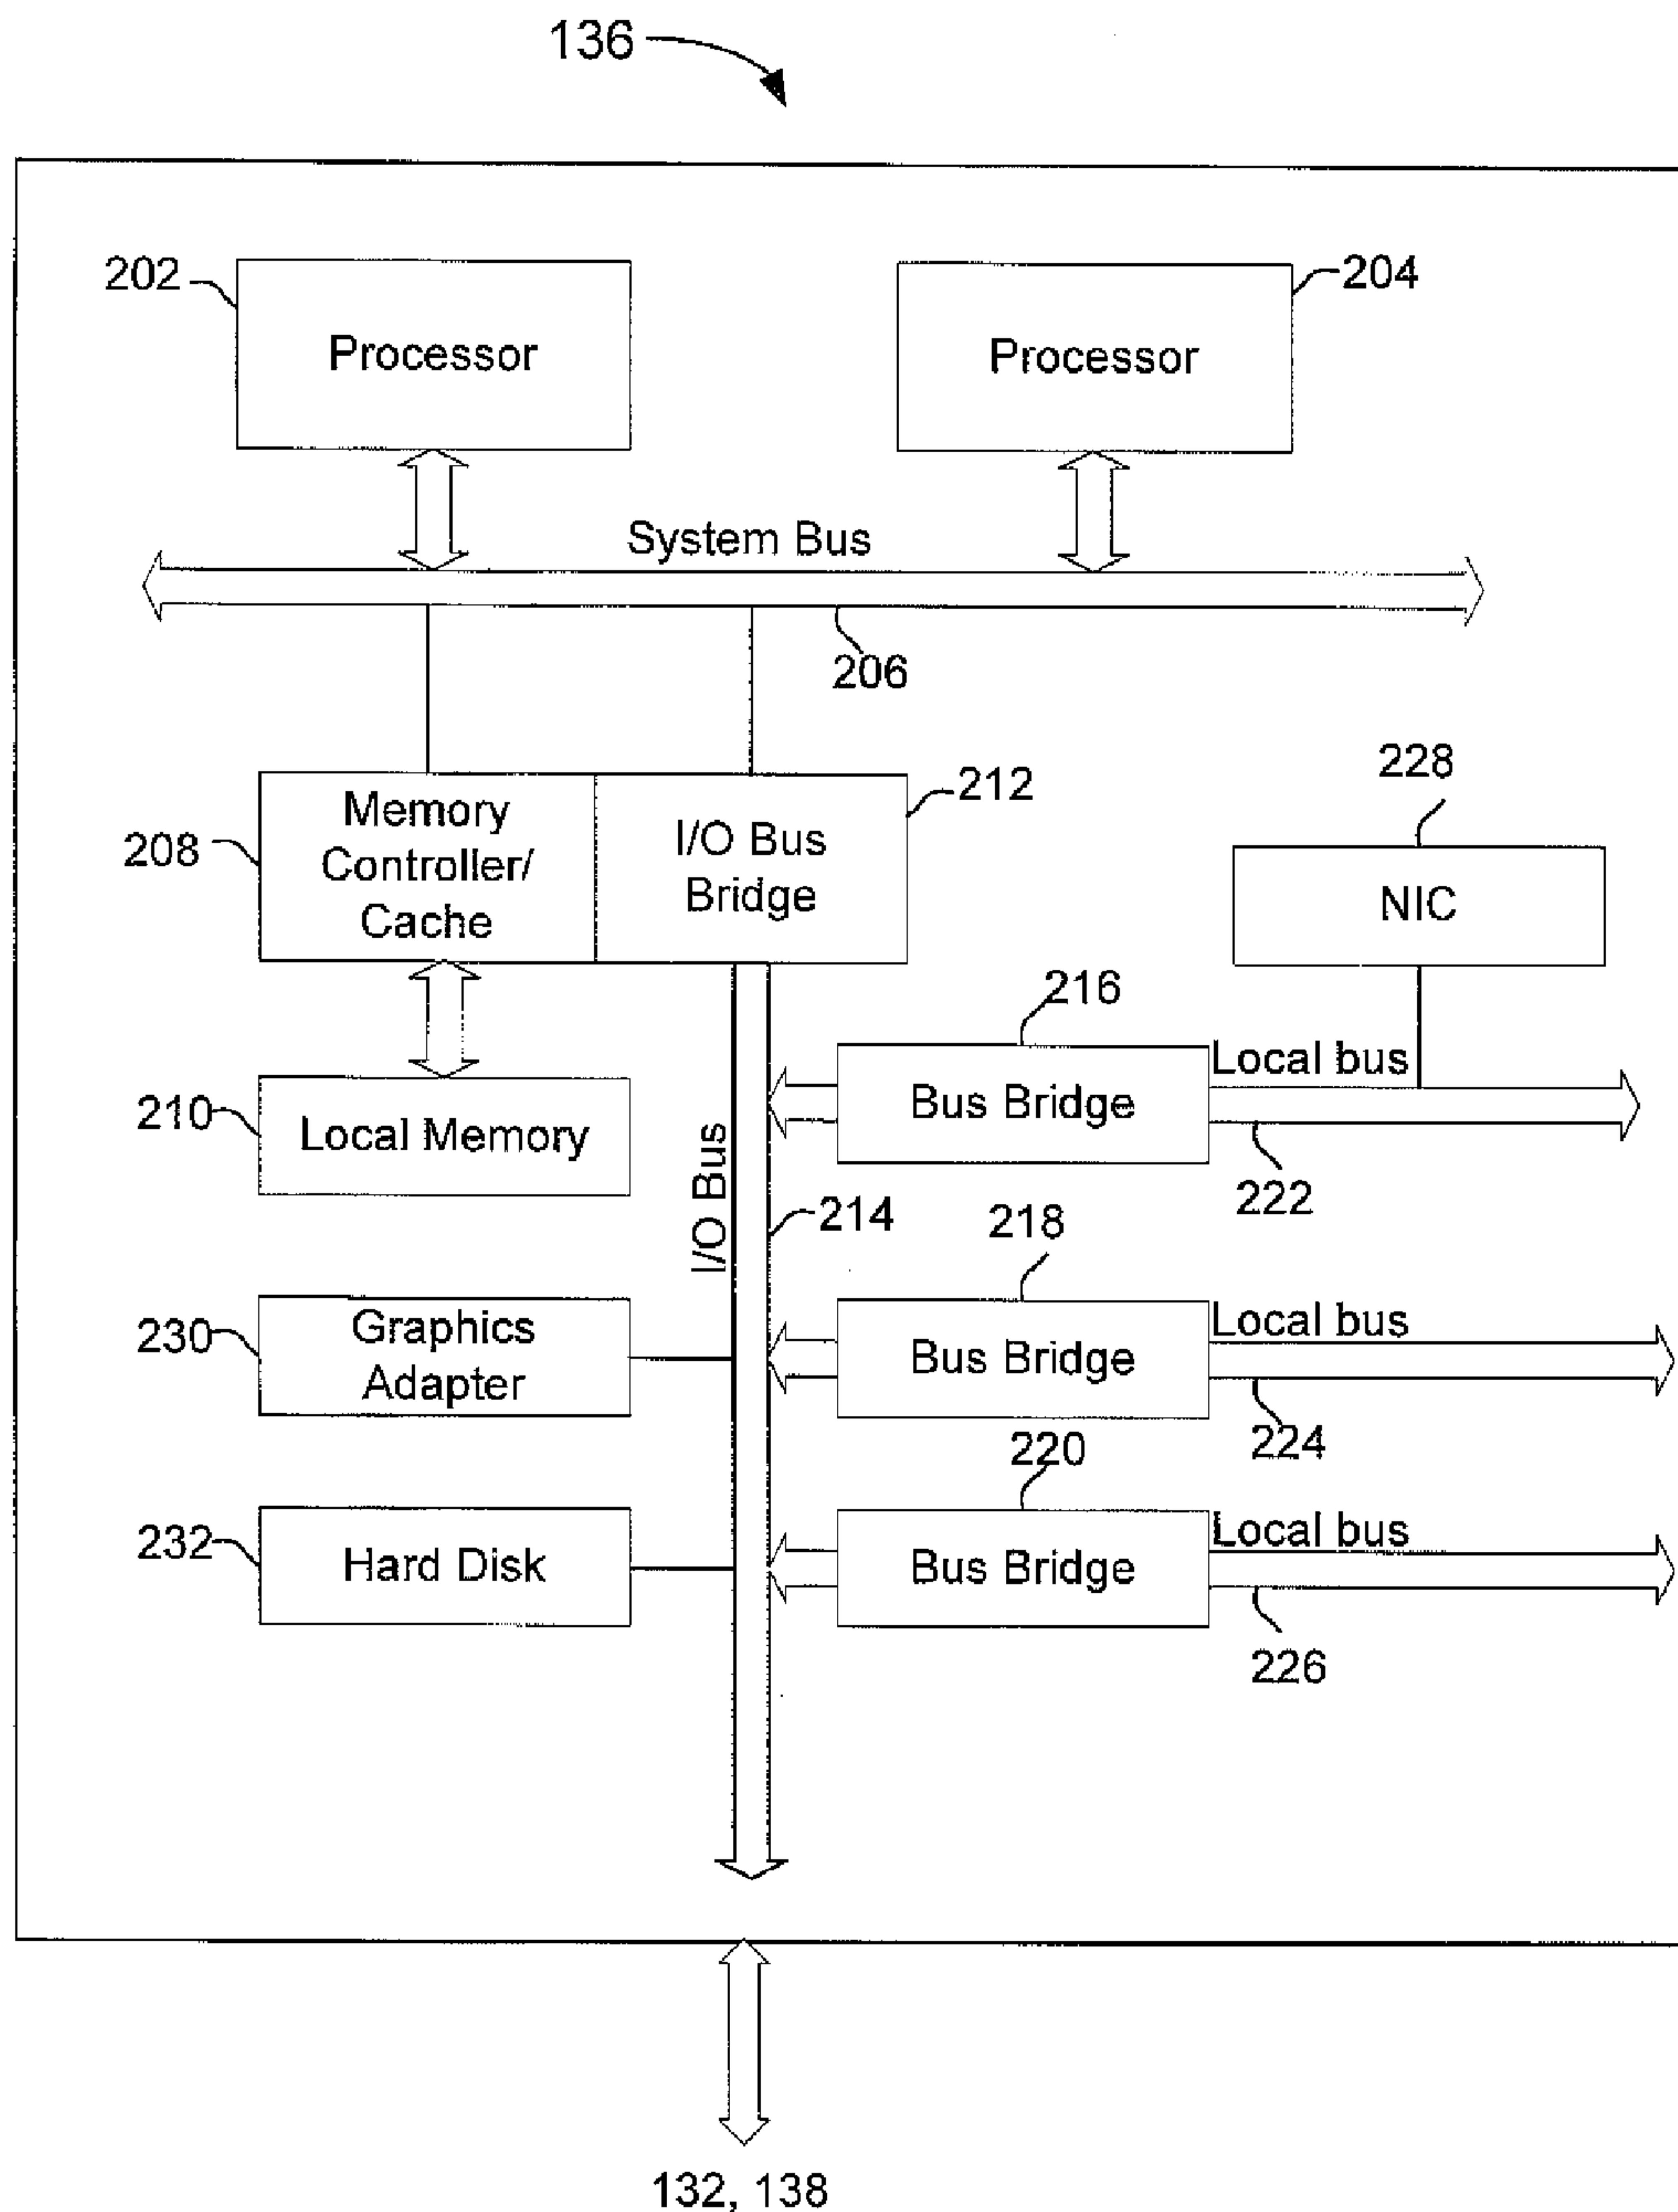 136
202
204
Processor
Processor
System Bus
206
228
212
Memory
Controller/
Cache
208
I/O Bus
Bridge
NIC
216
Local bus
Bus Bridge
210
Local Memory
I/O Bus
222
214
218
Local bus
230
Graphics
Adapter
Bus Bridge
224
220
Local bus
232
Hard Disk
Bus Bridge
226
132, 138